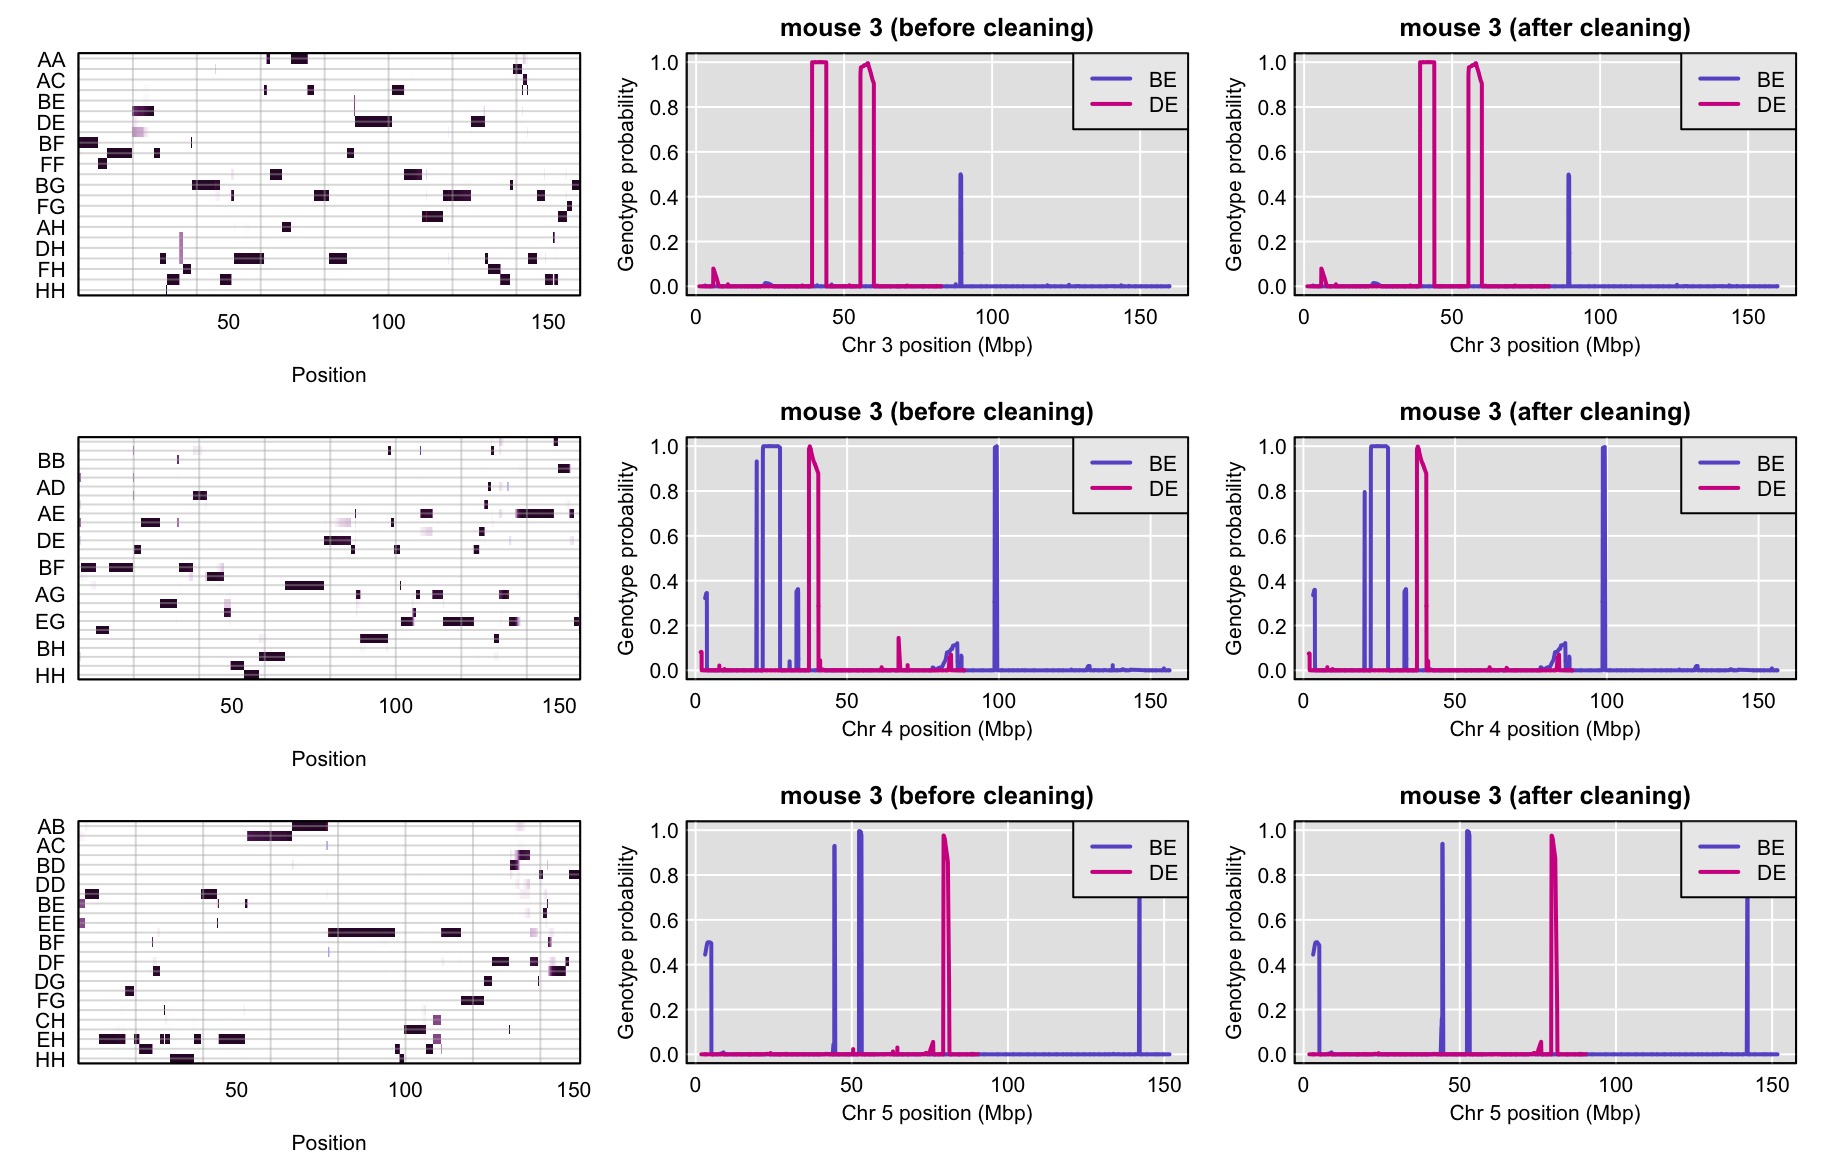 mouse 3 (before cleaning)
mouse 3 (after cleaning)
AA
AC
BE
DE
BF
FF
BG
FG
AH
DH
FH
HH
50 100 150
Position
Genotype probability
1.0
0.8
0.6
0.4
0.2
0.0
BE
DE
0 50 100 150
Chr 3 position (Mbp)
Genotype probability
1.0
0.8
0.6
0.4
0.2
0.0
BE
DE
0 50 100 150
Chr 3 position (Mbp)
mouse 3 (before cleaning)
mouse 3 (after cleaning)
BB
AD
AE
DE
BF
AG
EG
BH
HH
50 100 150
Position
Genotype probability
1.0
0.8
0.6
0.4
0.2
0.0
BE
DE
0 50 100 150
Chr 4 position (Mbp)
Genotype probability
1.0
0.8
0.6
0.4
0.2
0.0
BE
DE
0 50 100 150
Chr 4 position (Mbp)
mouse 3 (before cleaning)
mouse 3 (after cleaning)
AB
AC
BD
DD
BE
EE
BF
DF
DG
FG
CH
EH
HH
50 100 150
Position
Genotype probability
1.0
0.8
0.6
0.4
0.2
0.0
BE
DE
0 50 100 150
Chr 5 position (Mbp)
Genotype probability
1.0
0.8
0.6
0.4
0.2
0.0
BE
DE
0 50 100 150
Chr 5 position (Mbp)